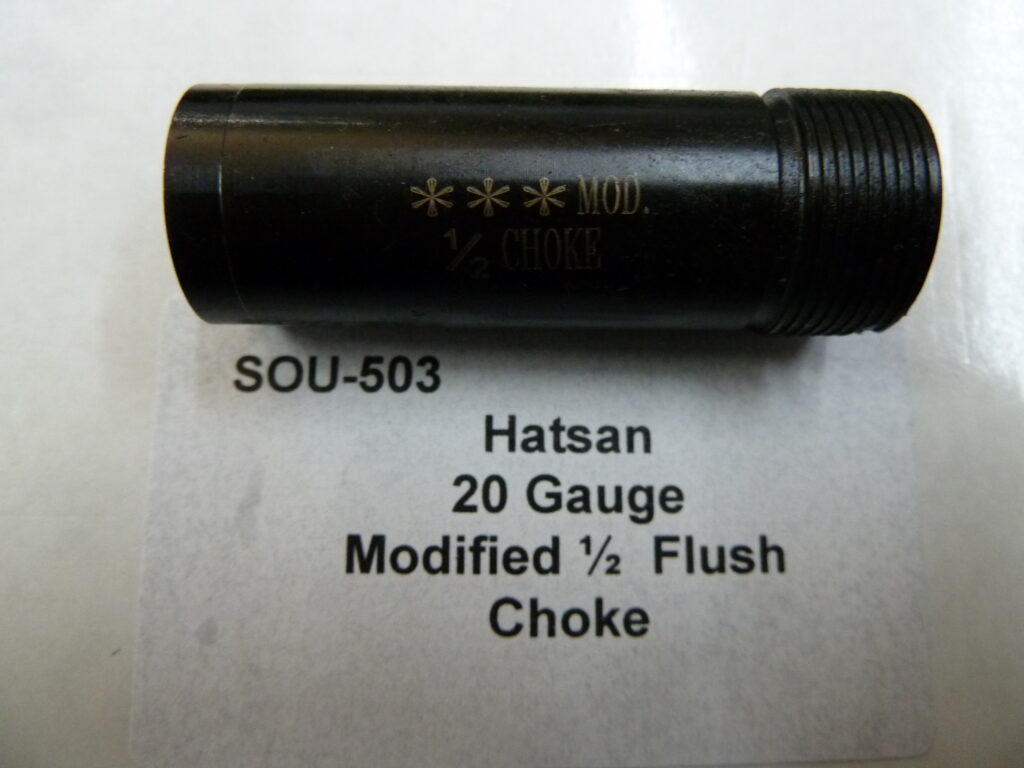 *** MOD.
½ CHOKE
SOU-503
Hatsan
20 Gauge
Modified ½ Flush
Choke